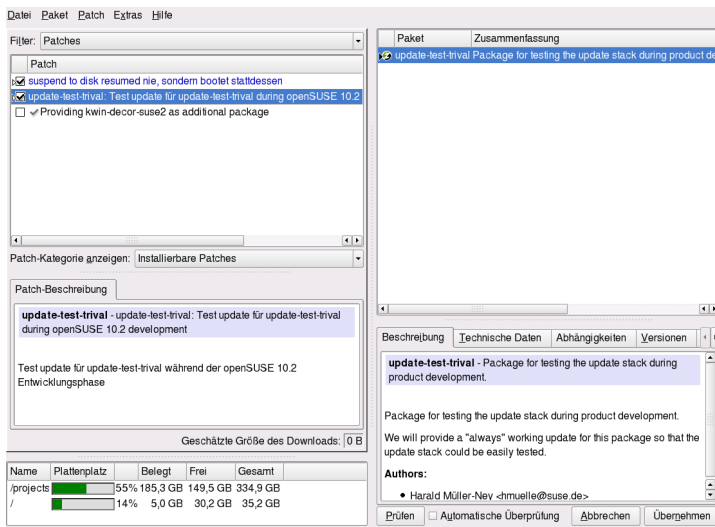 Datei Paket Patch Extras Hilfe
Filter: Patches
Patch
suspend to disk resumed nie, sondern bootet stattdessen
update-test-trival: Test update für update-test-trival during openSUSE 10.2
Providing kwin-decor-suse2 as additional package
Patch-Kategorie anzeigen: Installierbare Patches
Patch-Beschreibung
update-test-trival - update-test-trival: Test update für update-test-trival
during openSUSE 10.2 development
Test update für update-test-trival während der openSUSE 10.2
Entwicklungsphase
Geschätzte Größe des Downloads: 0 B
Name Plattenplatz Belegt Frei Gesamt
/projects 55% 185,3 GB 149,5 GB 334,9 GB
/ 14% 5,0 GB 30,2 GB 35,2 GB
Paket Zusammenfassung
update-test-trival Package for testing the update stack during product de
Beschreibung Technische Daten Abhängigkeiten Versionen
update-test-trival - Package for testing the update stack during
product development.
Package for testing the update stack during product development.
We will provide a "always" working update for this package so that the
update stack could be easily tested.
Authors:
Harald Müller-Ney <hmuelle@suse.de>
Prüfen Automatische Überprüfung Abbrechen Übernehmen